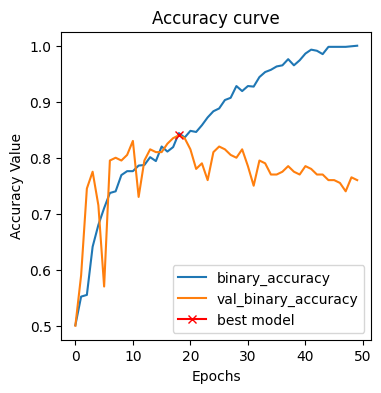 Accuracy curve
Accuracy Value
1.0
0.9
0.8
0.7
0.6
0.5
0
10
20
30
40
50
Epochs
binary_accuracy
val_binary_accuracy
best model